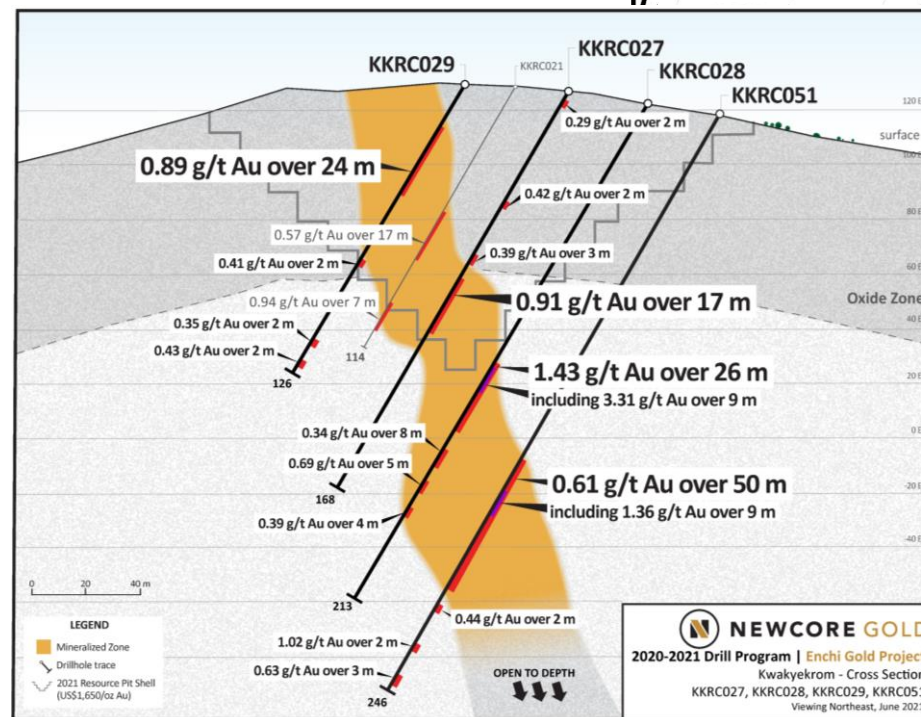 KKRC029
KKRC021
KKRC027
KKRC028
KKRC051
120 E
surface
100 E
80 E
60 E
Oxide Zone
40 E
20 E
0 E
-20 E
-40 E
0.29 g/t Au over 2 m
0.89 g/t Au over 24 m
0.42 g/t Au over 2 m
0.57 g/t Au over 17 m
0.39 g/t Au over 3 m
0.41 g/t Au over 2 m
0.94 g/t Au over 7 m
0.91 g/t Au over 17 m
0.35 g/t Au over 2 m
0.43 g/t Au over 2 m
114
126
1.43 g/t Au over 26 m
including 3.31 g/t Au over 9 m
0.34 g/t Au over 8 m
0.69 g/t Au over 5 m
168
0.61 g/t Au over 50 m
including 1.36 g/t Au over 9 m
0.39 g/t Au over 4 m
213
0.44 g/t Au over 2 m
1.02 g/t Au over 2 m
0.63 g/t Au over 3 m
246
OPEN TO DEPTH
0 20 40 m
LEGEND
Mineralized Zone
Drillhole trace
2021 Resource Pit Shell
(US$1,650/oz Au)
NEWCORE GOLD
2020-2021 Drill Program | Enchi Gold Project
Kwakyekrom - Cross Section
KKRC027, KKRC028, KKRC029, KKRC051
Viewing Northeast, June 2021